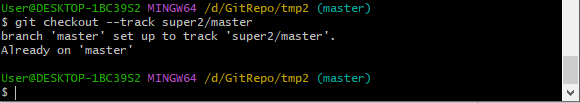 User@DESKTOP-1BC39S2 MINGW64 /d/GitRepo/tmp2 (master)
$ git checkout --track super2/master
branch 'master' set up to track 'super2/master'.
Already on 'master'
User@DESKTOP-1BC39S2 MINGW64 /d/GitRepo/tmp2 (master)
$